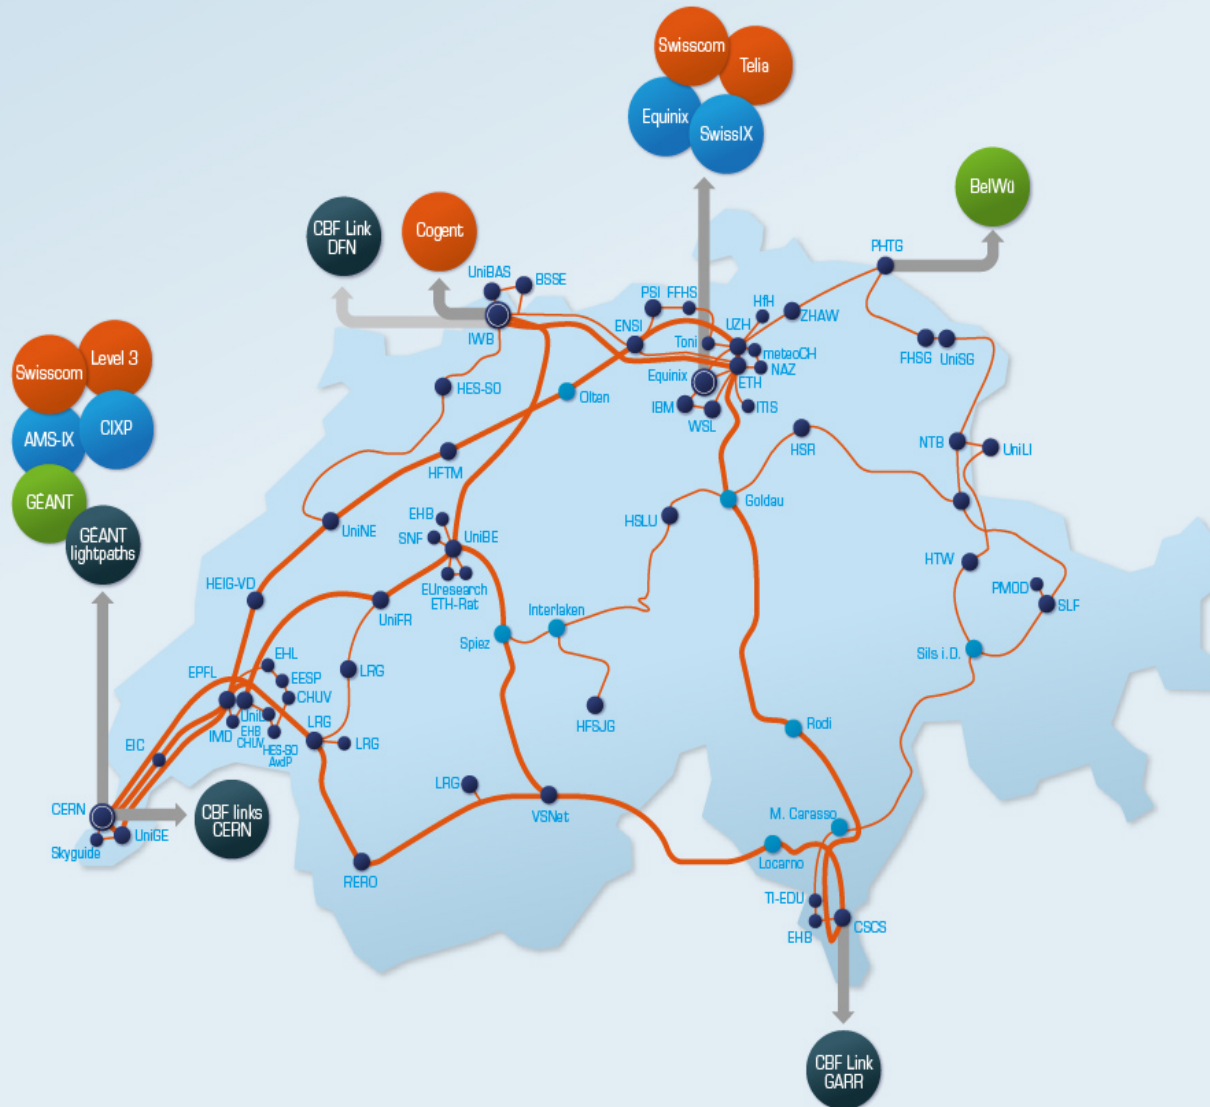 Swisscom
Telia
Equinix
SwissIX
BelWü
CBF Link
DFN
Cogent
PHTG
UniBAS
BSSE
IWB
PSI
FFHS
HfH
ZHAW
ENSI
UZH
Toni
meteoCH
NAZ
Equinix
ETH
IBM
ITIS
WSL
FHSG
UniSG
Swisscom
Level 3
AMS-IX
CIXP
GÉANT
GÉANT
lightpaths
HES-SO
Olten
HFTM
HSR
NTB
UniLI
Goldau
HSLU
UniNE
EHB
SNF
UniBE
EUresearch
ETH-Rat
HEIG-VD
UniFR
HTW
PMOD
SLF
Interlaken
Spiez
Sils i.D.
EPFL
EHL
EESP
CHUV
LRG
UniL
IMD
EHB
CHUV
HES-SO
AwdP
LRG
LRG
HFSJG
Rodi
EIC
CERN
CBF links
CERN
UniGE
Skyguide
LRG
VSNet
M. Carasso
Locarno
RERO
TI-EDU
EHB
CSCS
CBF Link
GARR